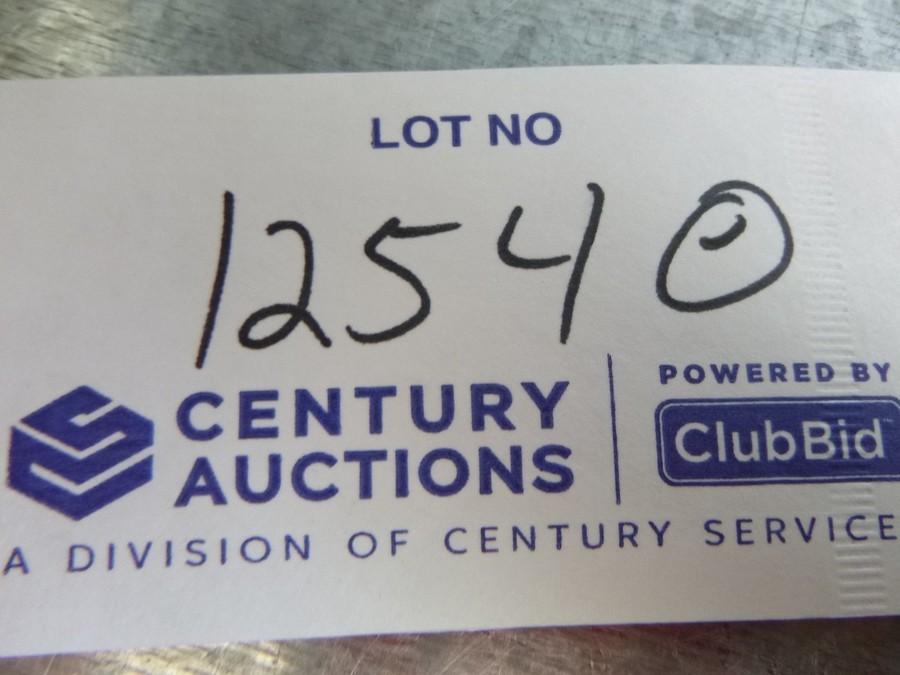 LOT NO
12540
CENTURY
AUCTIONS
POWERED BY
ClubBid
A DIVISION OF CENTURY SERVICE